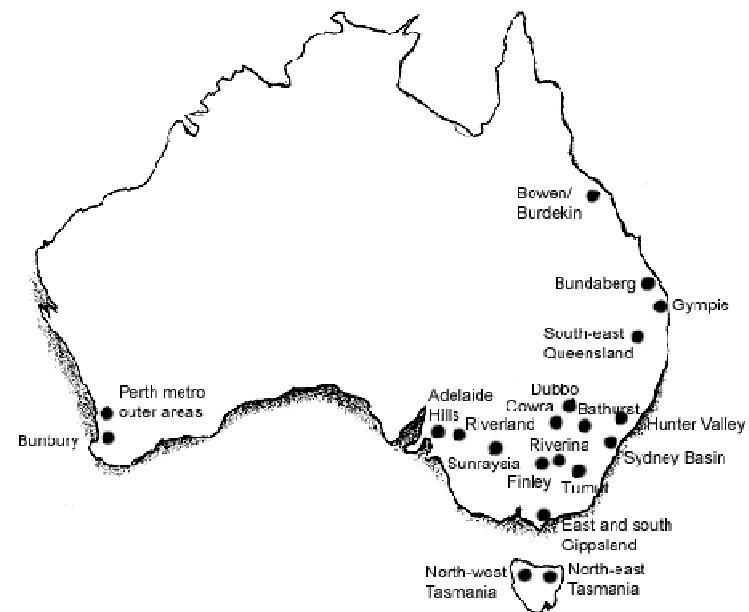 Bowen/
Burdekin
Bundaberg
Gympie
South-east
Queensland
Perth metro
outer areas
Bunbury
Adelaide
Hills
Riverland
Sunraysia
Dubbo
Cowra
Bathurst
Hunter Valley
Riverina
Sydney Basin
Finley
Tumut
East and south
Gippsland
North-west
Tasmania
North-east
Tasmania